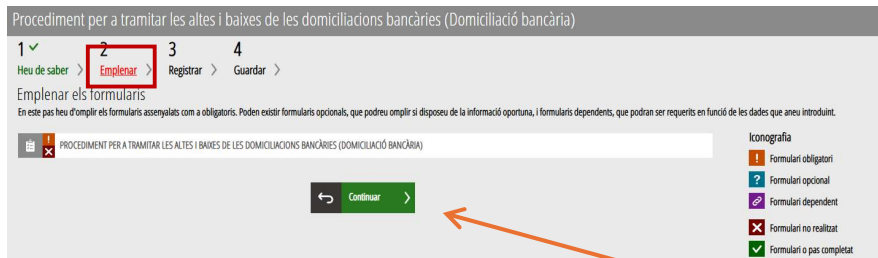 Procediment per a tramitar les altes i baixes de les domiciliacions bancàries (Domiciliació bancària)
1 2 3 4
Heu de saber > Emplenar > Registrar > Guardar >
Emplenar els formularis
En este pas heu d'omplir els formularis assenyalats com a obligatoris. Poden existir formularis opcionals, que podreu omplir si disposeu de la informació oportuna, i formularis dependents, que podran ser requerits en funció de les dades que aneu introduint.
PROCEDIMENT PER A TRAMITAR LES ALTES I BAIXES DE LES DOMICILIACIONS BANCÀRIES (DOMICILIACIÓ BANCÀRIA)
Continuar >
Iconografia
! Formulari obligatori
? Formulari opcional
Formulari dependent
Formulari no realitzat
Formulari o pas completat